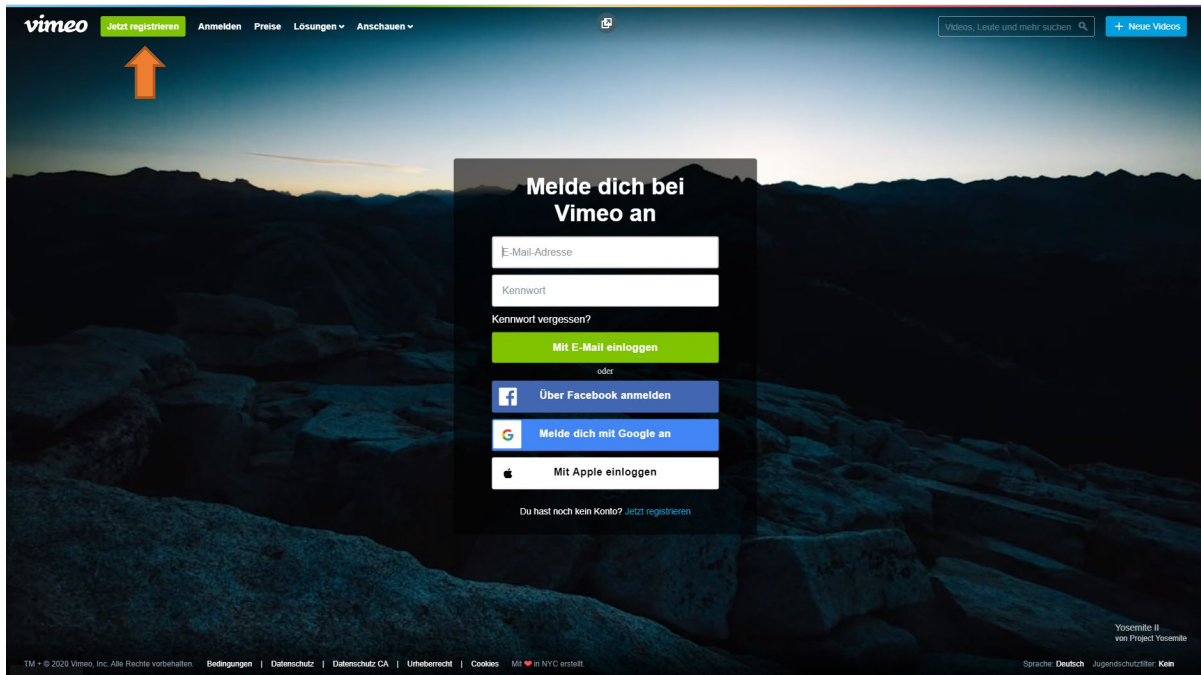 vimeo Jetzt registrieren Anmelden Preise Lösungen Anschauen Videos, Leute und mehr suchen + Neue Videos
Melde dich bei
Vimeo an
E-Mail-Adresse
Kennwort
Kennwort vergessen?
Mit E-Mail einloggen
oder
Über Facebook anmelden
Melde dich mit Google an
Mit Apple einloggen
Du hast noch kein Konto? Jetzt registrieren
Yosemite II
von Project Yosemite
TM + © 2020 Vimeo, Inc. Alle Rechte vorbehalten. Bedingungen | Datenschutz | Datenschutz CA | Urheberrecht | Cookies Mit ❤ in NYC erstellt. Sprache: Deutsch Jugendschutzfilter: Kein